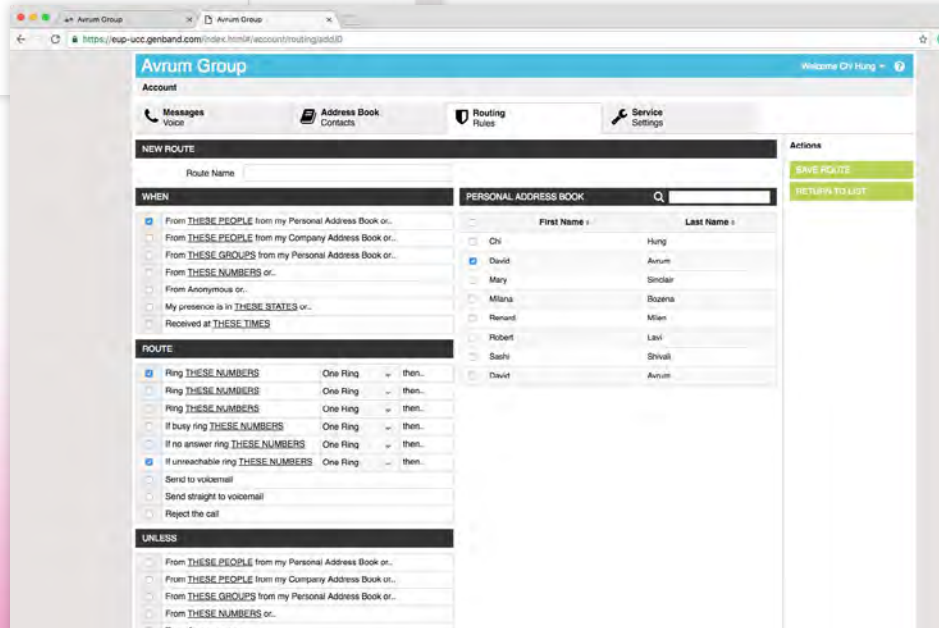 Avrum Group
Avrum Group
https://eup-ucc.genband.com/index.html#/account/routing/add/0
Avrum Group
Welcome Chi Hung
Account
Messages
Voice
Address Book
Contacts
Routing
Rules
Service
Settings
Actions
SAVE ROUTE
RETURN TO LIST
NEW ROUTE
Route Name
WHEN
From THESE PEOPLE from my Personal Address Book or..
From THESE PEOPLE from my Company Address Book or..
From THESE GROUPS from my Personal Address Book or..
From THESE NUMBERS or..
From Anonymous or..
My presence is in THESE STATES or..
Received at THESE TIMES
PERSONAL ADDRESS BOOK
First Name Last Name
Chi Hung
David Avrum
Mary Sinclair
Milana Bozena
Renard Milen
Robert Lavi
Sashi Shivali
David Avrum
ROUTE
Ring THESE NUMBERS One Ring then..
Ring THESE NUMBERS One Ring then..
Ring THESE NUMBERS One Ring then..
If busy ring THESE NUMBERS One Ring then..
If no answer ring THESE NUMBERS One Ring then..
If unreachable ring THESE NUMBERS One Ring then..
Send to voicemail
Send straight to voicemail
Reject the call
UNLESS
From THESE PEOPLE from my Personal Address Book or..
From THESE PEOPLE from my Company Address Book or..
From THESE GROUPS from my Personal Address Book or..
From THESE NUMBERS or..